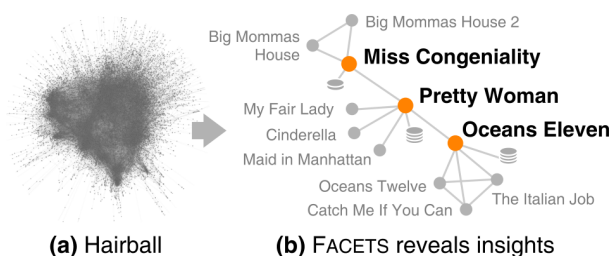 Big Mommas House 2
Big Mommas
House
Miss Congeniality
My Fair Lady
Pretty Woman
Cinderella
Oceans Eleven
Maid in Manhattan
Oceans Twelve
The Italian Job
Catch Me If You Can
(a) Hairball
(b) FACETS reveals insights